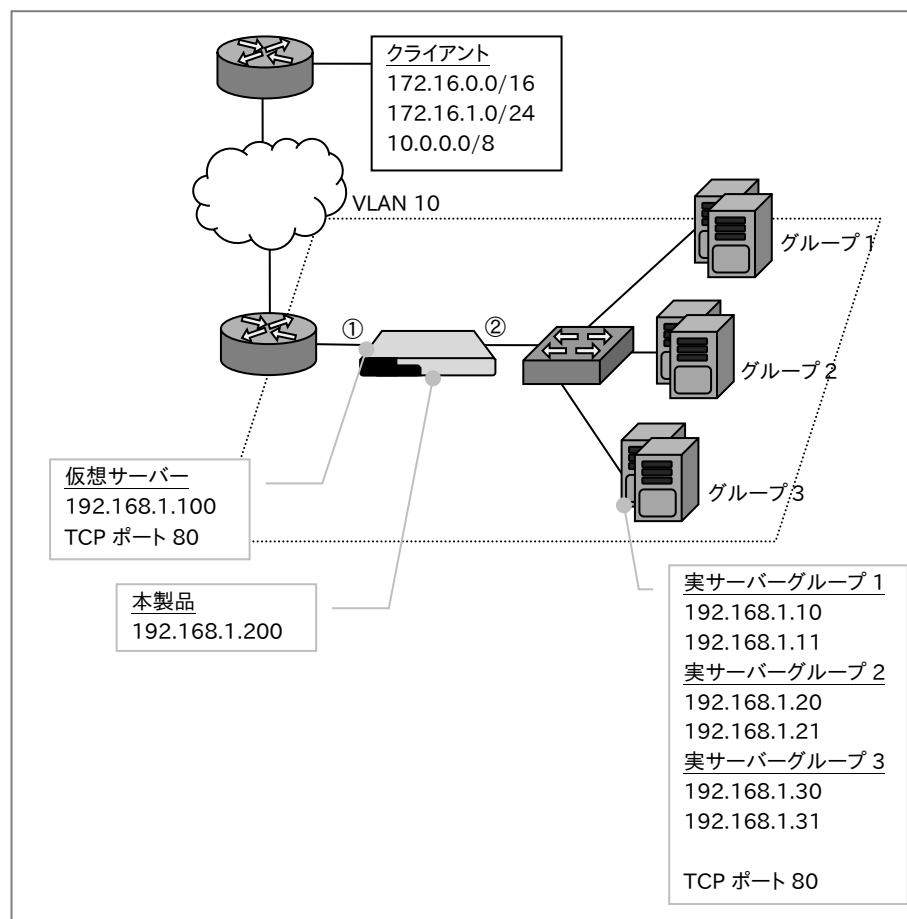 クライアント
172.16.0.0/16
172.16.1.0/24
10.0.0.0/8
VLAN 10
グループ 1
①
②
グループ 2
グループ 3
仮想サーバー
192.168.1.100
TCP ポート 80
本製品
192.168.1.200
実サーバーグループ 1
192.168.1.10
192.168.1.11
実サーバーグループ 2
192.168.1.20
192.168.1.21
実サーバーグループ 3
192.168.1.30
192.168.1.31
TCP ポート 80